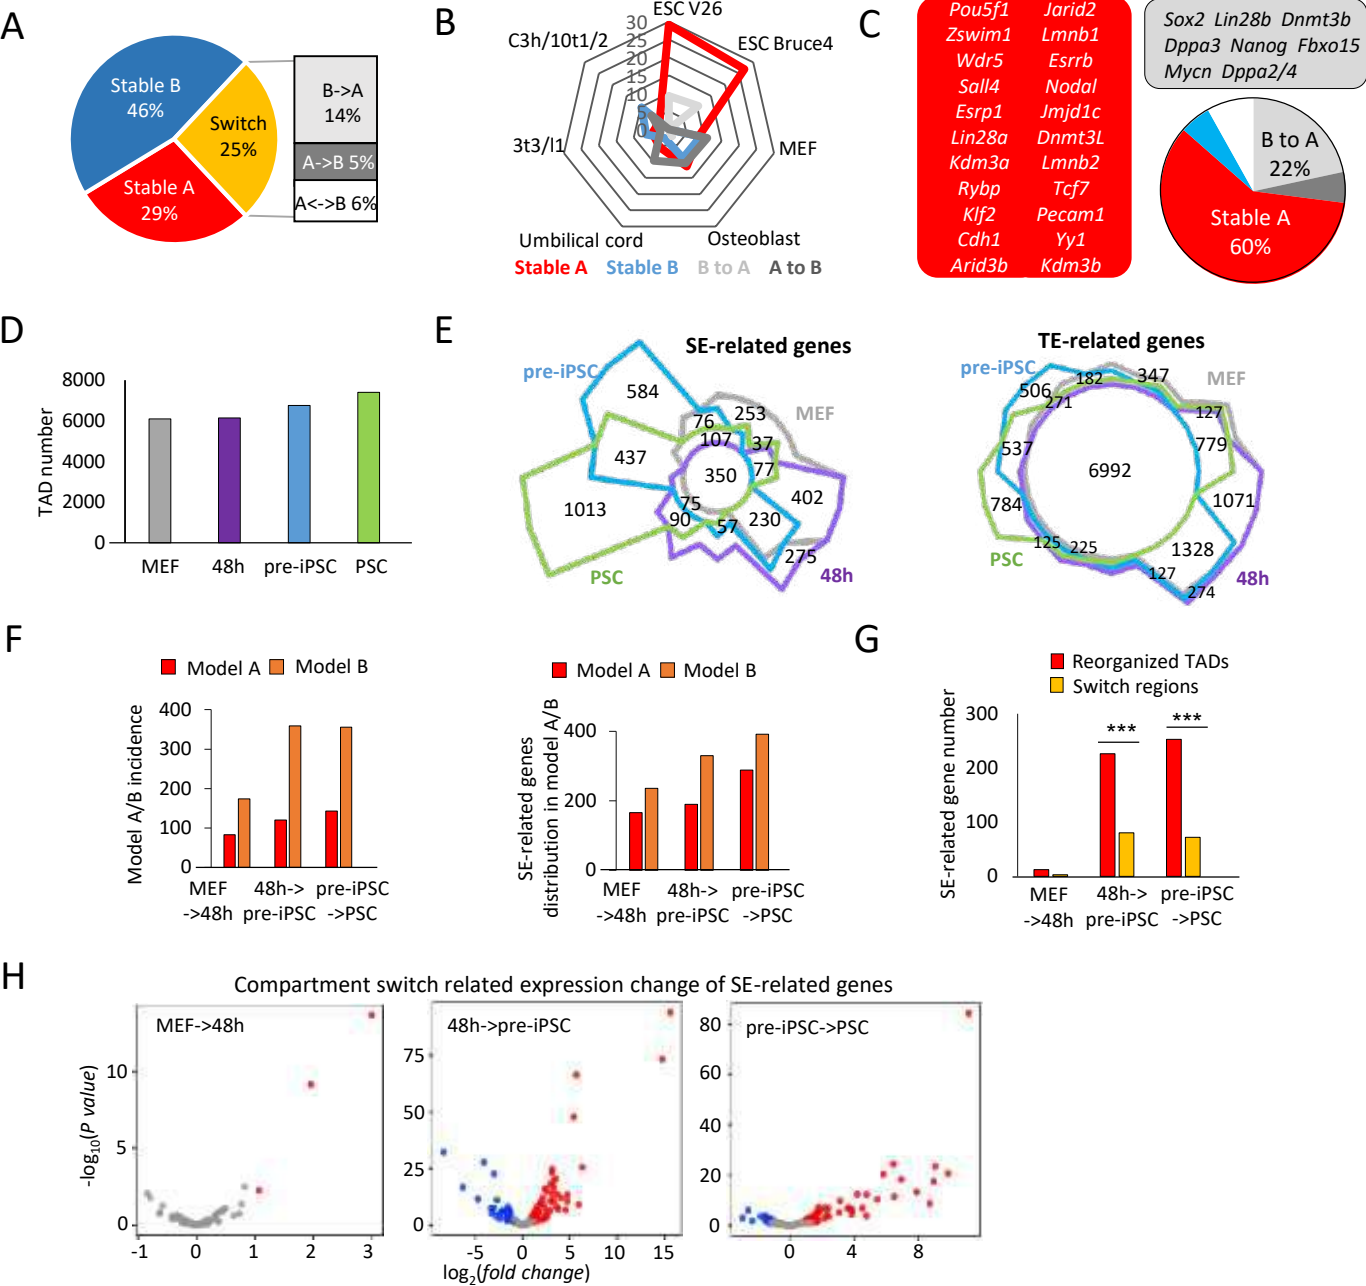 A
Stable B
46%
Switch
25%
Stable A
29%
B->A
14%
A->B 5%
A<->B 6%
B
ESC V26
ESC Bruce4
MEF
Osteoblast
Umbilical cord
3t3/l1
C3h/10t1/2
30
25
20
15
10
5
0
Stable A Stable B B to A A to B
C
Pou5f1 Jarid2
Zswim1 Lmnb1
Wdr5 Esrrb
Sall4 Nodal
Esrp1 Jmjd1c
Lin28a Dnmt3L
Kdm3a Lmnb2
Rybp Tcf7
Klf2 Pecam1
Cdh1 Yy1
Arid3b Kdm3b
Sox2 Lin28b Dnmt3b
Dppa3 Nanog Fbxo15
Mycn Dppa2/4
B to A
22%
Stable A
60%
D
TAD number
8000
6000
4000
2000
0
MEF 48h pre-iPSC PSC
E
SE-related genes
pre-iPSC
MEF
PSC
48h
584
253
76
107
37
437
350
77
402
1013
75
90
57
230
275
TE-related genes
pre-iPSC
MEF
PSC
48h
506
182
347
271
127
537
779
6992
784
1071
125
225
1328
127
274
F
Model A Model B
Model A/B incidence
400
300
200
100
0
MEF 48h-> pre-iPSC
->48h pre-iPSC ->PSC
Model A Model B
SE-related genes
distribution in model A/B
400
200
0
MEF 48h-> pre-iPSC
->48h pre-iPSC ->PSC
G
Reorganized TADs
Switch regions
SE-related gene number
300
200
100
0
*** ***
MEF 48h-> pre-iPSC
->48h pre-iPSC ->PSC
H
Compartment switch related expression change of SE-related genes
-log10(P value)
MEF->48h
10
5
0
-1 0 1 2 3
48h->pre-iPSC
75
50
25
0
-5 0 5 10 15
pre-iPSC->PSC
80
60
40
20
0
0 4 8
log2(fold change)